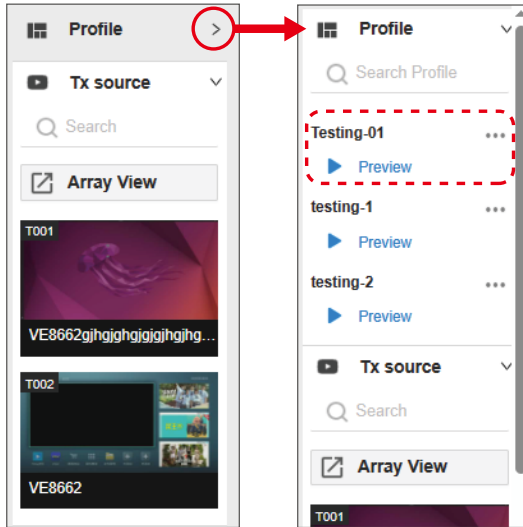 Profile
Tx source
Search
Array View
T001
VE8662gjhgjghgjgjgjhgjhg...
T002
VE8662
Profile
Search Profile
Testing-01
Preview
testing-1
Preview
testing-2
Preview
Tx source
Search
Array View
T001